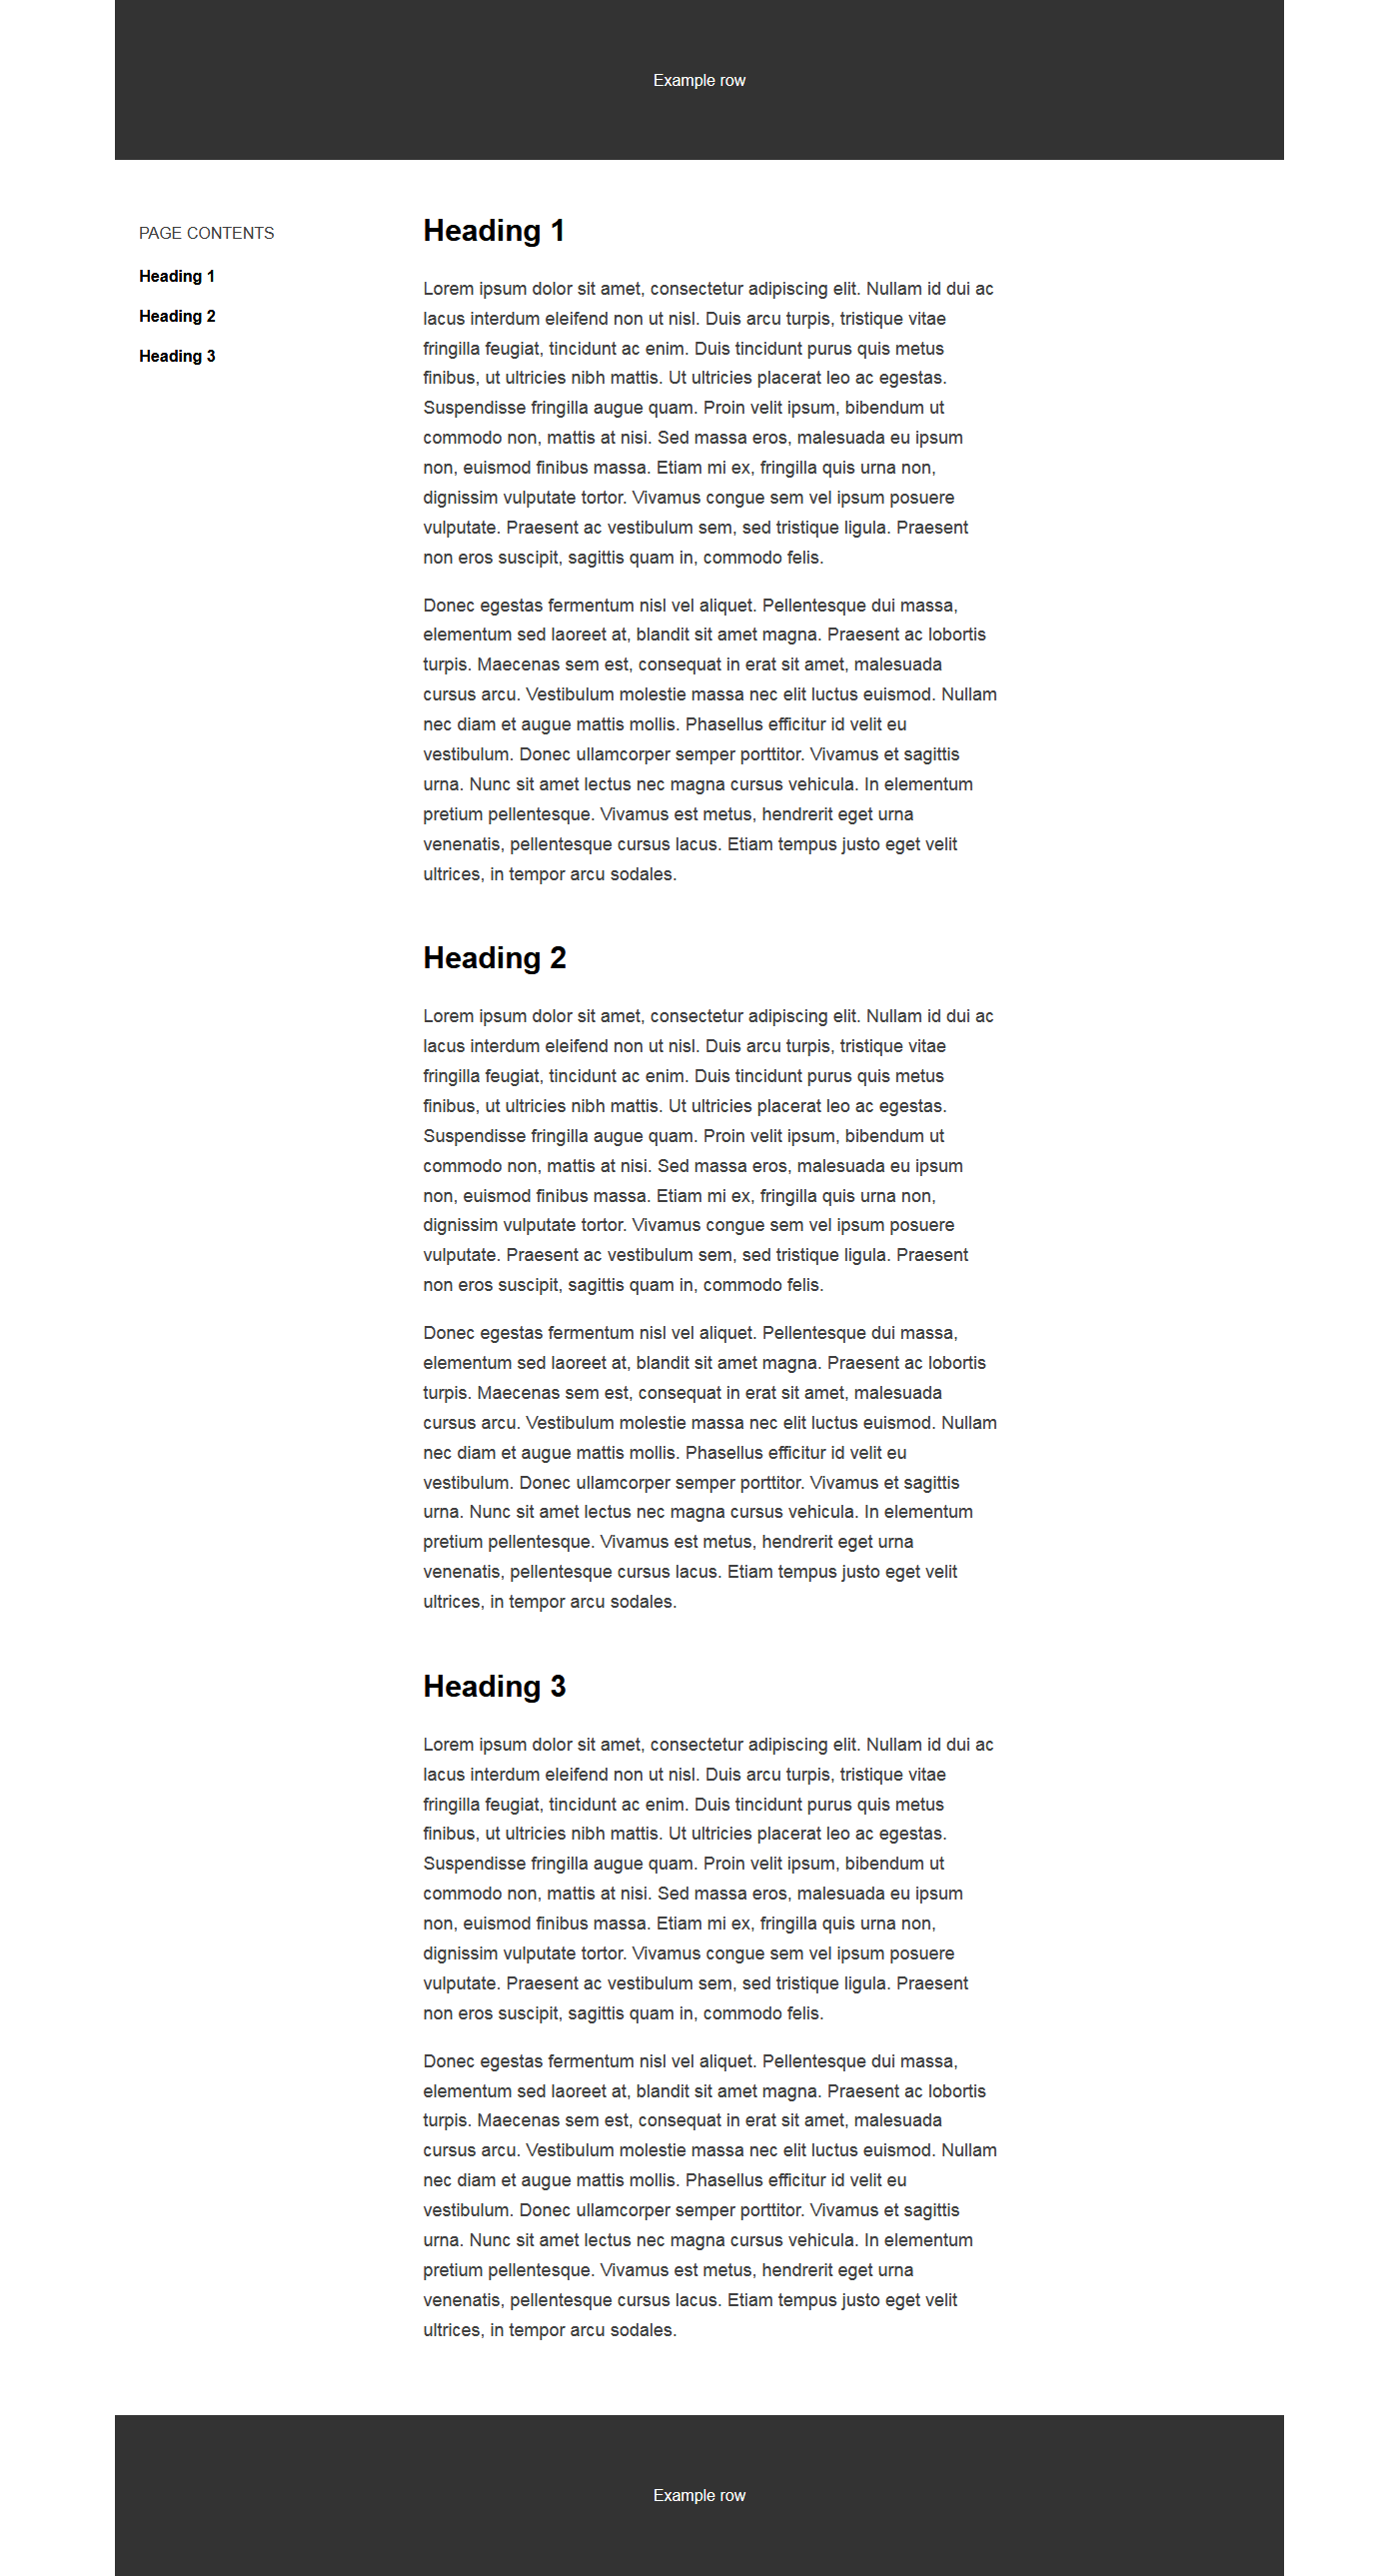 Example row
PAGE CONTENTS
Heading 1
Heading 2
Heading 3
Heading 1
Lorem ipsum dolor sit amet, consectetur adipiscing elit. Nullam id dui ac
lacus interdum eleifend non ut nisl. Duis arcu turpis, tristique vitae
fringilla feugiat, tincidunt ac enim. Duis tincidunt purus quis metus
finibus, ut ultricies nibh mattis. Ut ultricies placerat leo ac egestas.
Suspendisse fringilla augue quam. Proin velit ipsum, bibendum ut
commodo non, mattis at nisi. Sed massa eros, malesuada eu ipsum
non, euismod finibus massa. Etiam mi ex, fringilla quis urna non,
dignissim vulputate tortor. Vivamus congue sem vel ipsum posuere
vulputate. Praesent ac vestibulum sem, sed tristique ligula. Praesent
non eros suscipit, sagittis quam in, commodo felis.
Donec egestas fermentum nisl vel aliquet. Pellentesque dui massa,
elementum sed laoreet at, blandit sit amet magna. Praesent ac lobortis
turpis. Maecenas sem est, consequat in erat sit amet, malesuada
cursus arcu. Vestibulum molestie massa nec elit luctus euismod. Nullam
nec diam et augue mattis mollis. Phasellus efficitur id velit eu
vestibulum. Donec ullamcorper semper porttitor. Vivamus et sagittis
urna. Nunc sit amet lectus nec magna cursus vehicula. In elementum
pretium pellentesque. Vivamus est metus, hendrerit eget urna
venenatis, pellentesque cursus lacus. Etiam tempus justo eget velit
ultrices, in tempor arcu sodales.
Heading 2
Lorem ipsum dolor sit amet, consectetur adipiscing elit. Nullam id dui ac
lacus interdum eleifend non ut nisl. Duis arcu turpis, tristique vitae
fringilla feugiat, tincidunt ac enim. Duis tincidunt purus quis metus
finibus, ut ultricies nibh mattis. Ut ultricies placerat leo ac egestas.
Suspendisse fringilla augue quam. Proin velit ipsum, bibendum ut
commodo non, mattis at nisi. Sed massa eros, malesuada eu ipsum
non, euismod finibus massa. Etiam mi ex, fringilla quis urna non,
dignissim vulputate tortor. Vivamus congue sem vel ipsum posuere
vulputate. Praesent ac vestibulum sem, sed tristique ligula. Praesent
non eros suscipit, sagittis quam in, commodo felis.
Donec egestas fermentum nisl vel aliquet. Pellentesque dui massa,
elementum sed laoreet at, blandit sit amet magna. Praesent ac lobortis
turpis. Maecenas sem est, consequat in erat sit amet, malesuada
cursus arcu. Vestibulum molestie massa nec elit luctus euismod. Nullam
nec diam et augue mattis mollis. Phasellus efficitur id velit eu
vestibulum. Donec ullamcorper semper porttitor. Vivamus et sagittis
urna. Nunc sit amet lectus nec magna cursus vehicula. In elementum
pretium pellentesque. Vivamus est metus, hendrerit eget urna
venenatis, pellentesque cursus lacus. Etiam tempus justo eget velit
ultrices, in tempor arcu sodales.
Heading 3
Lorem ipsum dolor sit amet, consectetur adipiscing elit. Nullam id dui ac
lacus interdum eleifend non ut nisl. Duis arcu turpis, tristique vitae
fringilla feugiat, tincidunt ac enim. Duis tincidunt purus quis metus
finibus, ut ultricies nibh mattis. Ut ultricies placerat leo ac egestas.
Suspendisse fringilla augue quam. Proin velit ipsum, bibendum ut
commodo non, mattis at nisi. Sed massa eros, malesuada eu ipsum
non, euismod finibus massa. Etiam mi ex, fringilla quis urna non,
dignissim vulputate tortor. Vivamus congue sem vel ipsum posuere
vulputate. Praesent ac vestibulum sem, sed tristique ligula. Praesent
non eros suscipit, sagittis quam in, commodo felis.
Donec egestas fermentum nisl vel aliquet. Pellentesque dui massa,
elementum sed laoreet at, blandit sit amet magna. Praesent ac lobortis
turpis. Maecenas sem est, consequat in erat sit amet, malesuada
cursus arcu. Vestibulum molestie massa nec elit luctus euismod. Nullam
nec diam et augue mattis mollis. Phasellus efficitur id velit eu
vestibulum. Donec ullamcorper semper porttitor. Vivamus et sagittis
urna. Nunc sit amet lectus nec magna cursus vehicula. In elementum
pretium pellentesque. Vivamus est metus, hendrerit eget urna
venenatis, pellentesque cursus lacus. Etiam tempus justo eget velit
ultrices, in tempor arcu sodales.
Example row